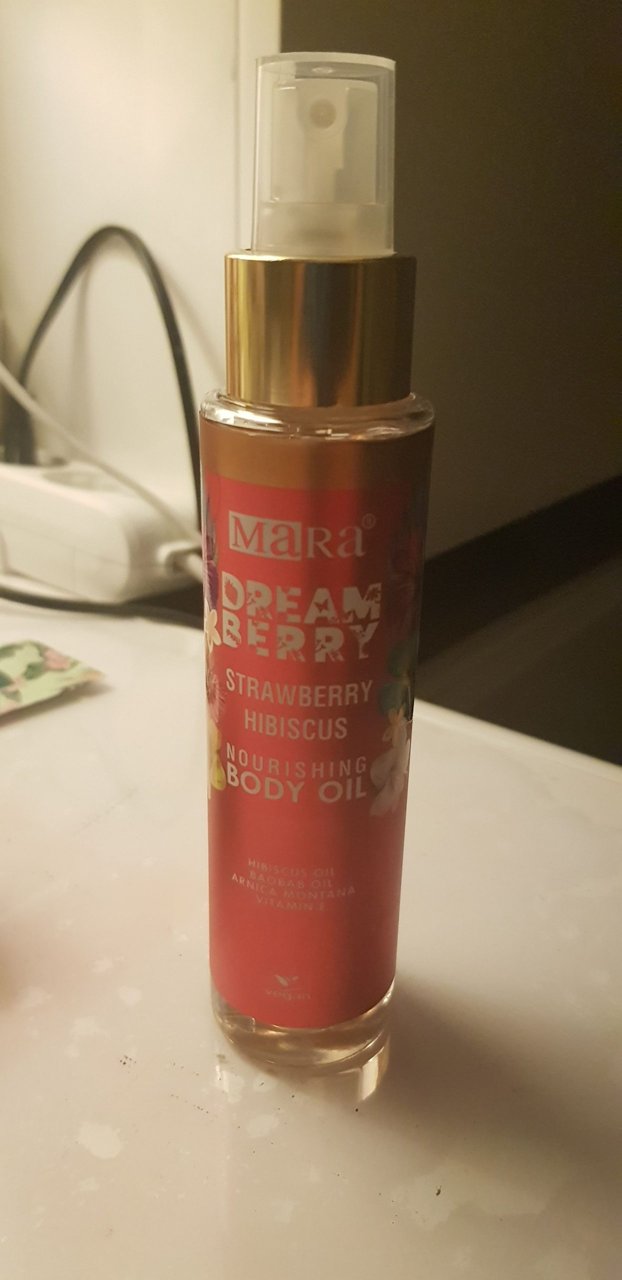 MaRa®
DREAM
BERRY
STRAWBERRY
HIBISCUS
NOURISHING
BODY OIL
HIBISCUS OIL
BAOBAB OIL
ARNICA MONTANA
VITAMIN E
vegan